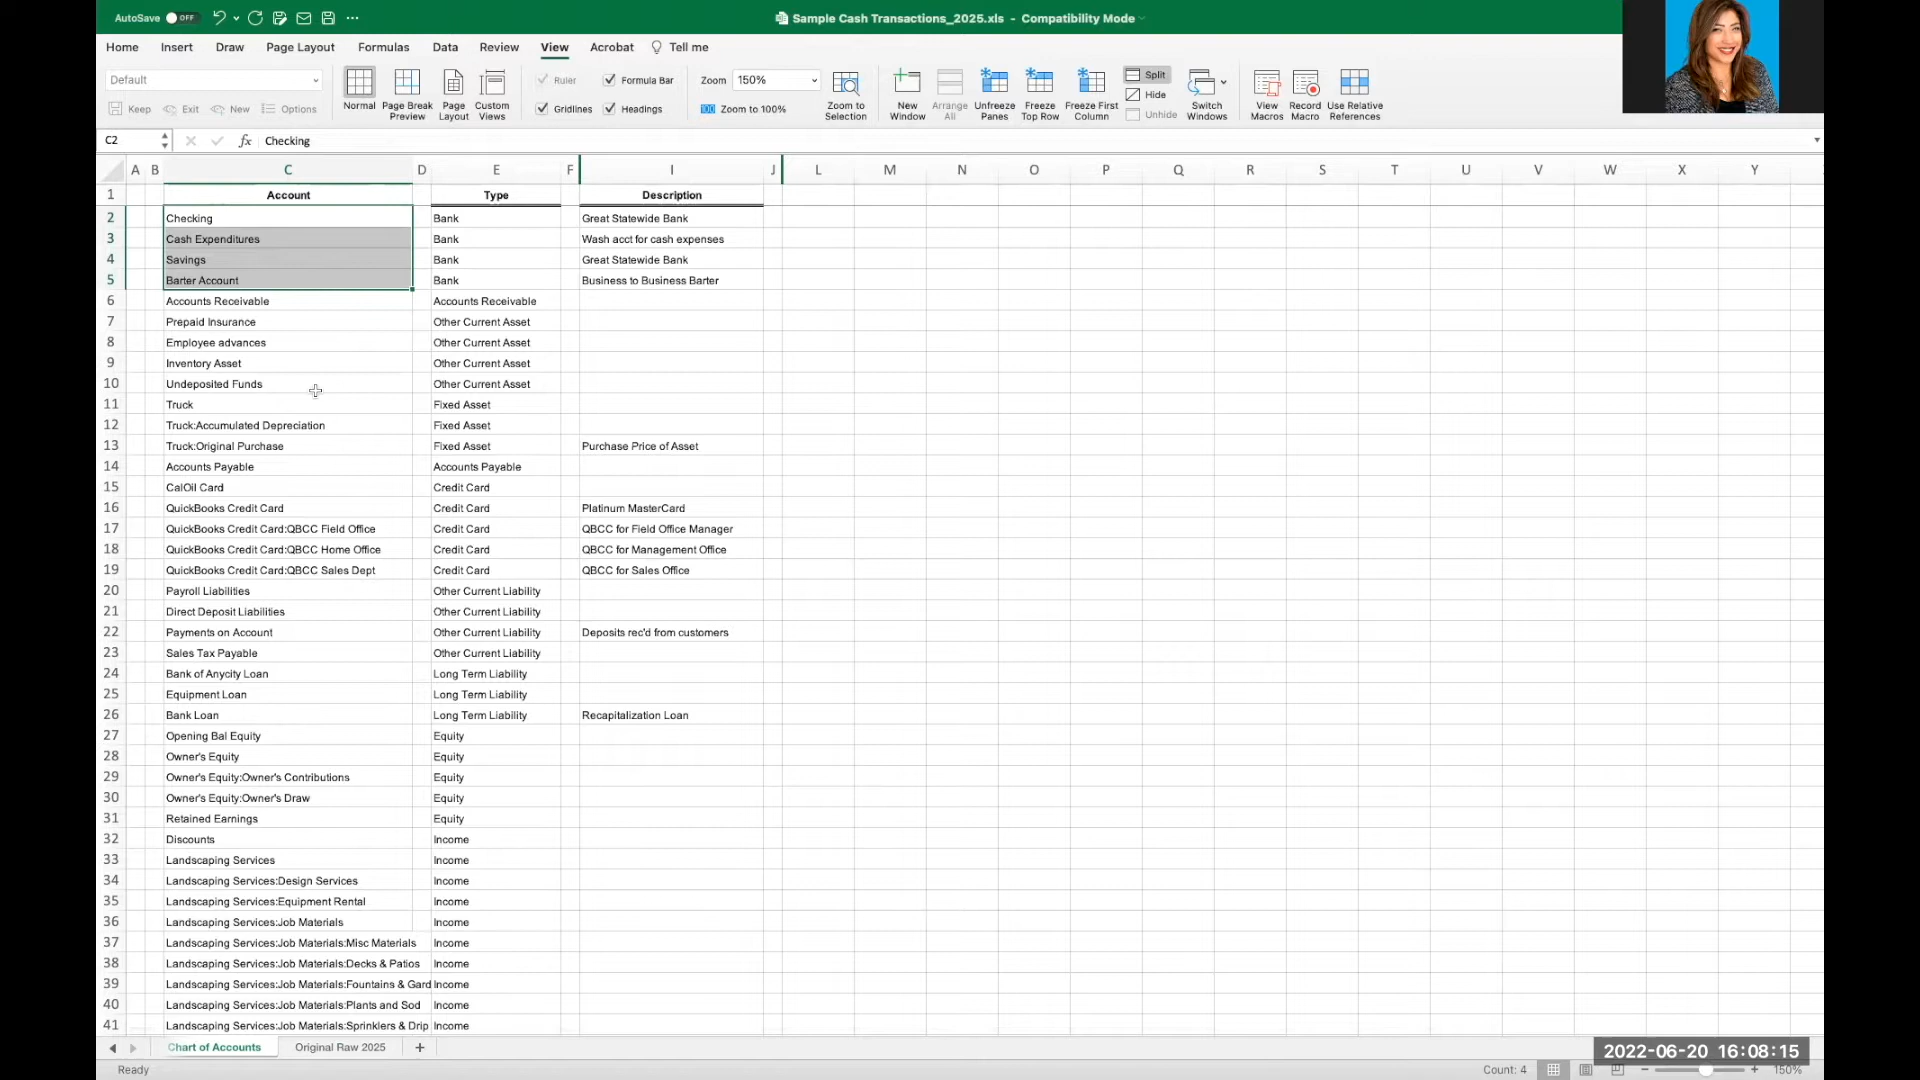 AutoSave OFF
Sample Cash Transactions_2025.xls - Compatibility Mode
Home Insert Draw Page Layout Formulas Data Review View Acrobat Tell me
Default
Keep Exit New Options
Normal
Page Break Preview
Page Layout
Custom Views
Ruler
Formula Bar
Gridlines
Headings
Zoom 150%
100 Zoom to 100%
Zoom to Selection
New Window
Arrange All
Unfreeze Panes
Freeze Top Row
Freeze First Column
Split
Hide
Unhide
Switch Windows
View Macros
Record Macro
Use Relative References
C2 fx Checking
A B C D E F I J L M N O P Q R S T U V W X Y
1 Account Type Description
2 Checking Bank Great Statewide Bank
3 Cash Expenditures Bank Wash acct for cash expenses
4 Savings Bank Great Statewide Bank
5 Barter Account Bank Business to Business Barter
6 Accounts Receivable Accounts Receivable
7 Prepaid Insurance Other Current Asset
8 Employee advances Other Current Asset
9 Inventory Asset Other Current Asset
10 Undeposited Funds Other Current Asset
11 Truck Fixed Asset
12 Truck:Accumulated Depreciation Fixed Asset
13 Truck:Original Purchase Fixed Asset Purchase Price of Asset
14 Accounts Payable Accounts Payable
15 CalOil Card Credit Card
16 QuickBooks Credit Card Credit Card Platinum MasterCard
17 QuickBooks Credit Card:QBCC Field Office Credit Card QBCC for Field Office Manager
18 QuickBooks Credit Card:QBCC Home Office Credit Card QBCC for Management Office
19 QuickBooks Credit Card:QBCC Sales Dept Credit Card QBCC for Sales Office
20 Payroll Liabilities Other Current Liability
21 Direct Deposit Liabilities Other Current Liability
22 Payments on Account Other Current Liability Deposits rec'd from customers
23 Sales Tax Payable Other Current Liability
24 Bank of Anycity Loan Long Term Liability
25 Equipment Loan Long Term Liability
26 Bank Loan Long Term Liability Recapitalization Loan
27 Opening Bal Equity Equity
28 Owner's Equity Equity
29 Owner's Equity:Owner's Contributions Equity
30 Owner's Equity:Owner's Draw Equity
31 Retained Earnings Equity
32 Discounts Income
33 Landscaping Services Income
34 Landscaping Services:Design Services Income
35 Landscaping Services:Equipment Rental Income
36 Landscaping Services:Job Materials Income
37 Landscaping Services:Job Materials:Misc Materials Income
38 Landscaping Services:Job Materials:Decks & Patios Income
39 Landscaping Services:Job Materials:Fountains & Gard Income
40 Landscaping Services:Job Materials:Plants and Sod Income
41 Landscaping Services:Job Materials:Sprinklers & Drip Income
Chart of Accounts Original Raw 2025 +
2022-06-20 16:08:15
Ready Count: 4 150%